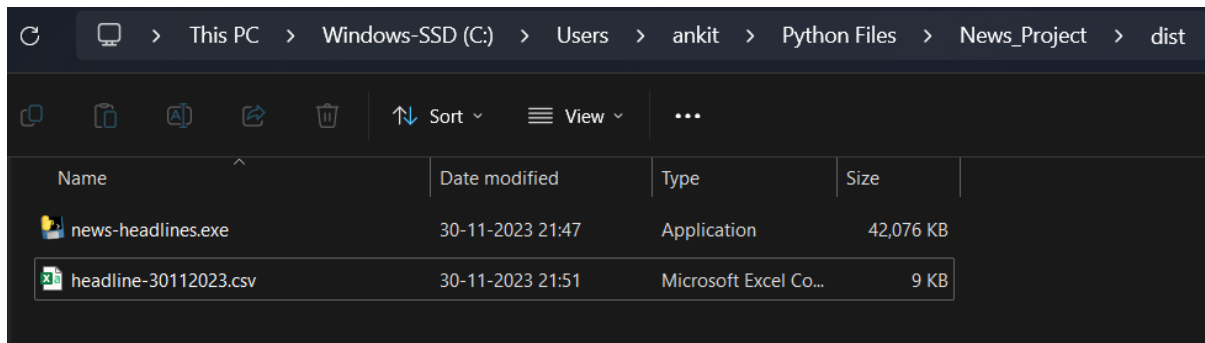 This PC > Windows-SSD (C:) > Users > ankit > Python Files > News_Project > dist
Sort View
Name Date modified Type Size
news-headlines.exe 30-11-2023 21:47 Application 42,076 KB
headline-30112023.csv 30-11-2023 21:51 Microsoft Excel Co... 9 KB